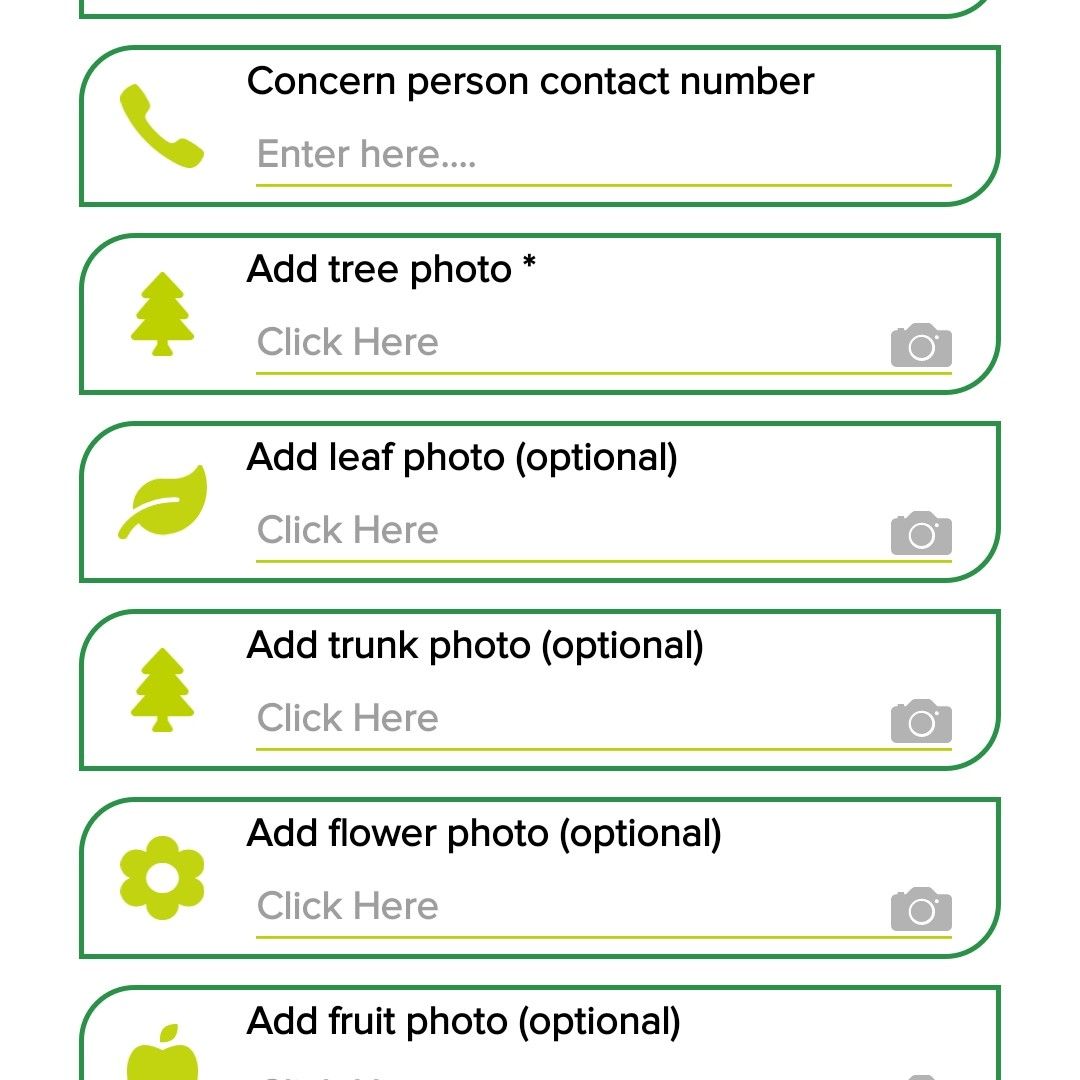 Concern person contact number
Enter here....
Add tree photo *
Click Here
Add leaf photo (optional)
Click Here
Add trunk photo (optional)
Click Here
Add flower photo (optional)
Click Here
Add fruit photo (optional)